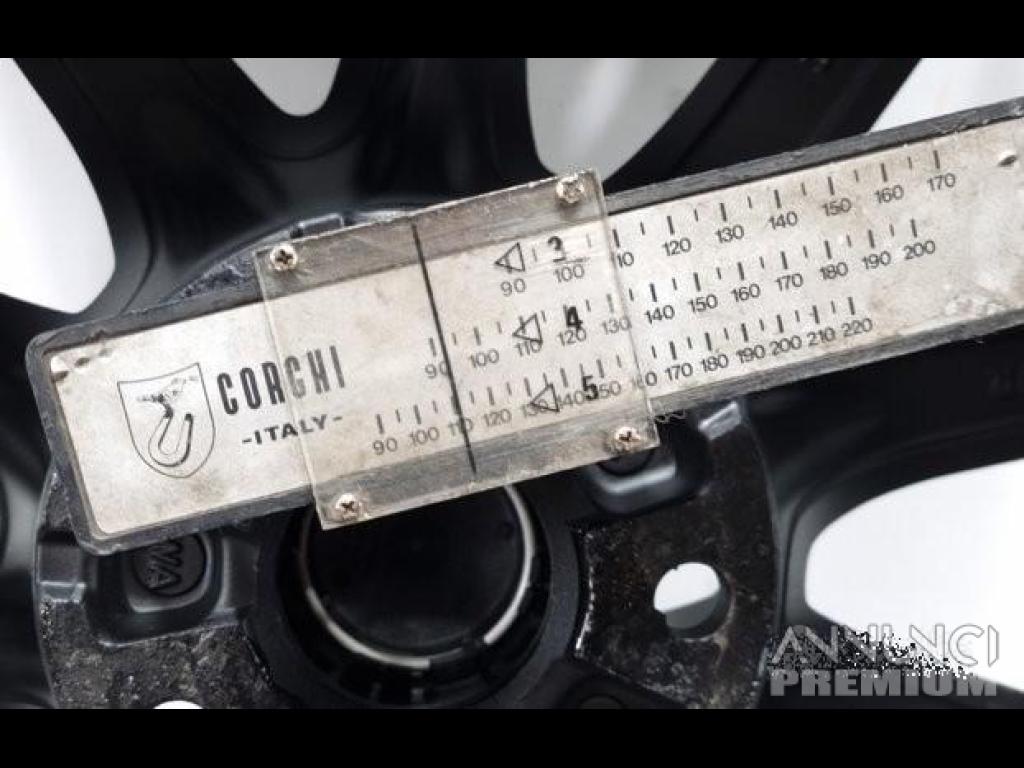 CORGHI
-ITALY-
3
90 100 110 120 130 140 150 160 170
4
90 100 110 120 130 140 150 160 170 180 190 200
5
90 100 110 120 130 140 150 160 170 180 190 200 210 220
ANNUNCI
PREMIUM